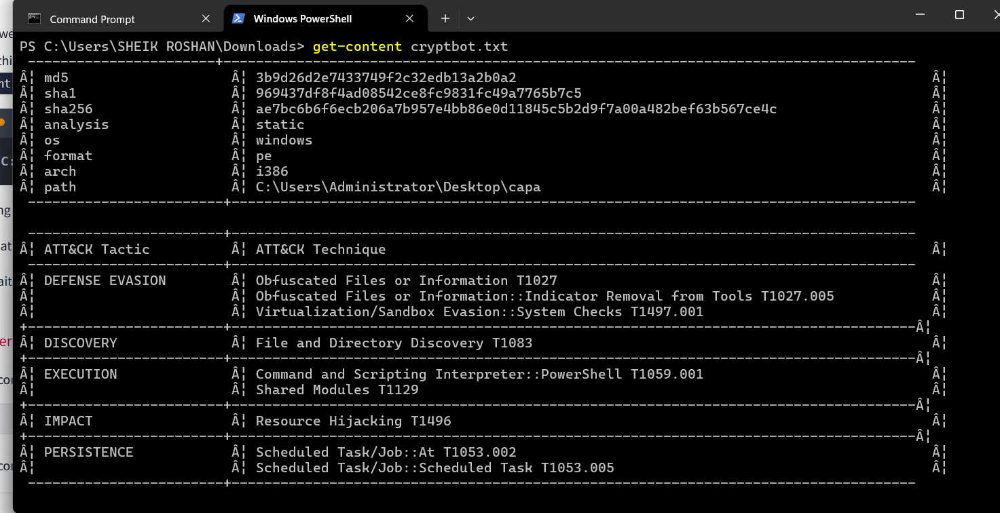 Command Prompt
Windows PowerShell
PS C:\Users\SHEIK ROSHAN\Downloads> get-content cryptbot.txt
------------------------+------------------------------------------------------------------------------------
Â¦ md5 Â¦ 3b9d26d2e7433749f2c32edb13a2b0a2 Â¦
Â¦ sha1 Â¦ 969437df8f4ad08542ce8fc9831fc49a7765b7c5 Â¦
Â¦ sha256 Â¦ ae7bc6b6f6ecb206a7b957e4bb86e0d11845c5b2d9f7a00a482bef63b567ce4c Â¦
Â¦ analysis Â¦ static Â¦
Â¦ os Â¦ windows Â¦
Â¦ format Â¦ pe Â¦
Â¦ arch Â¦ i386 Â¦
Â¦ path Â¦ C:\Users\Administrator\Desktop\capa Â¦
------------------------+------------------------------------------------------------------------------------
------------------------+------------------------------------------------------------------------------------
Â¦ ATT&CK Tactic Â¦ ATT&CK Technique Â¦
------------------------+------------------------------------------------------------------------------------
Â¦ DEFENSE EVASION Â¦ Obfuscated Files or Information T1027 Â¦
Â¦ Â¦ Obfuscated Files or Information::Indicator Removal from Tools T1027.005 Â¦
Â¦ Â¦ Virtualization/Sandbox Evasion::System Checks T1497.001 Â¦
+------------------------+------------------------------------------------------------------------------------Â¦
Â¦ DISCOVERY Â¦ File and Directory Discovery T1083 Â¦
+------------------------+------------------------------------------------------------------------------------Â¦
Â¦ EXECUTION Â¦ Command and Scripting Interpreter::PowerShell T1059.001 Â¦
Â¦ Â¦ Shared Modules T1129 Â¦
+------------------------+------------------------------------------------------------------------------------Â¦
Â¦ IMPACT Â¦ Resource Hijacking T1496 Â¦
+------------------------+------------------------------------------------------------------------------------Â¦
Â¦ PERSISTENCE Â¦ Scheduled Task/Job::At T1053.002 Â¦
Â¦ Â¦ Scheduled Task/Job::Scheduled Task T1053.005 Â¦
------------------------+------------------------------------------------------------------------------------